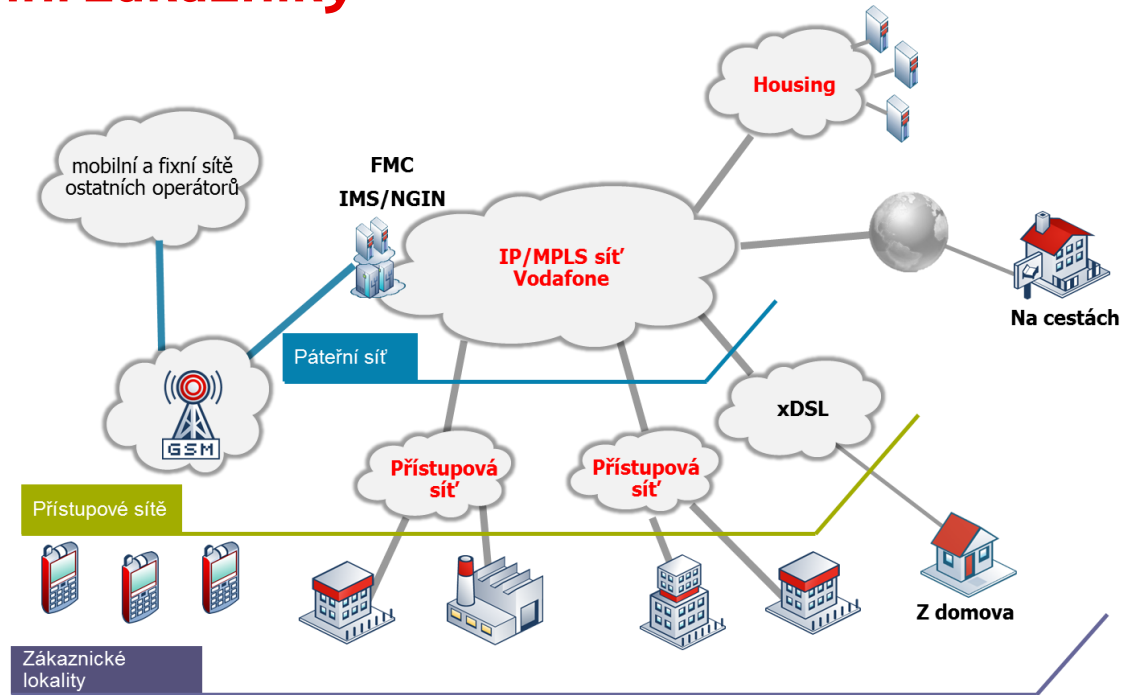 zákazníky
Housing
mobilní a fixní sítě
ostatních operátorů
FMC
IMS/NGIN
IP/MPLS síť
Vodafone
Na cestách
Páteřní síť
GSM
xDSL
Přístupová
síť
Přístupová
síť
Přístupové sítě
Z domova
Zákaznické
lokality